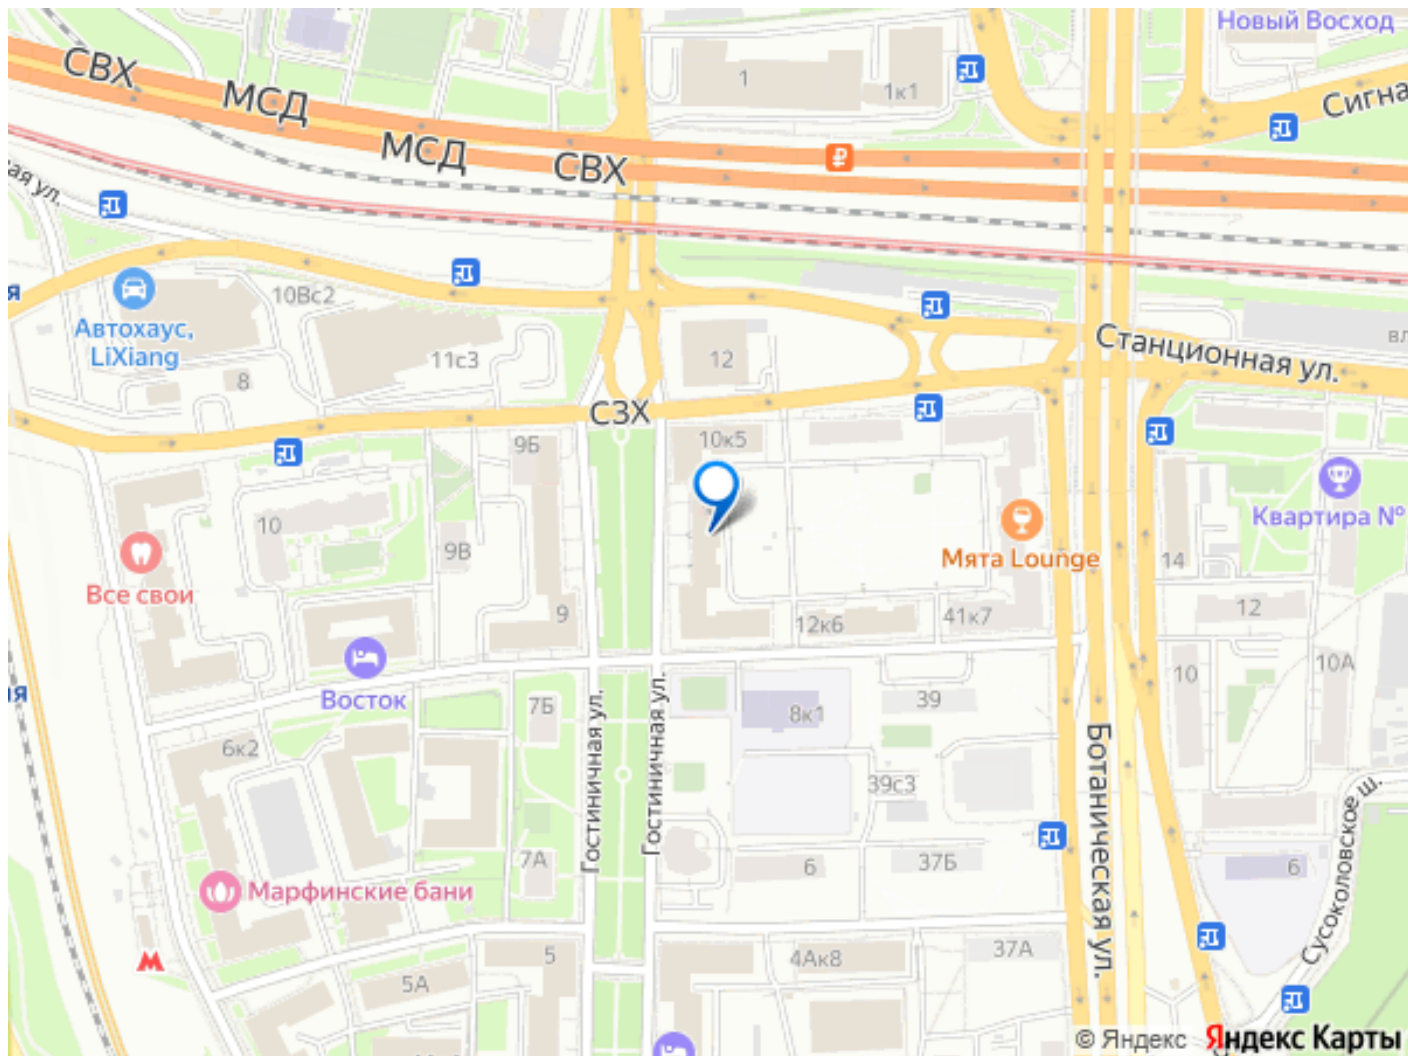 Новый Восход
СВХ
МСД
1
1к1
Сигна
МСД
СВХ
ая ул.
я
10Вс2
Автохаус,
LiXiang
8
11с3
12
Станционная ул.
вл
СЗХ
9Б
10к5
10
9В
Все свои
9
Мята Lounge
Квартира №
14
12
12к6
41к7
10А
10
Восток
ая
7Б
8к1
39
6к2
Гостиничная ул.
Гостиничная ул.
Ботаническая ул.
39с3
Сусоколовское ш.
7А
6
37Б
6
Марфинские бани
5
5А
4Ак8
37А
© Яндекс Яндекс Карты